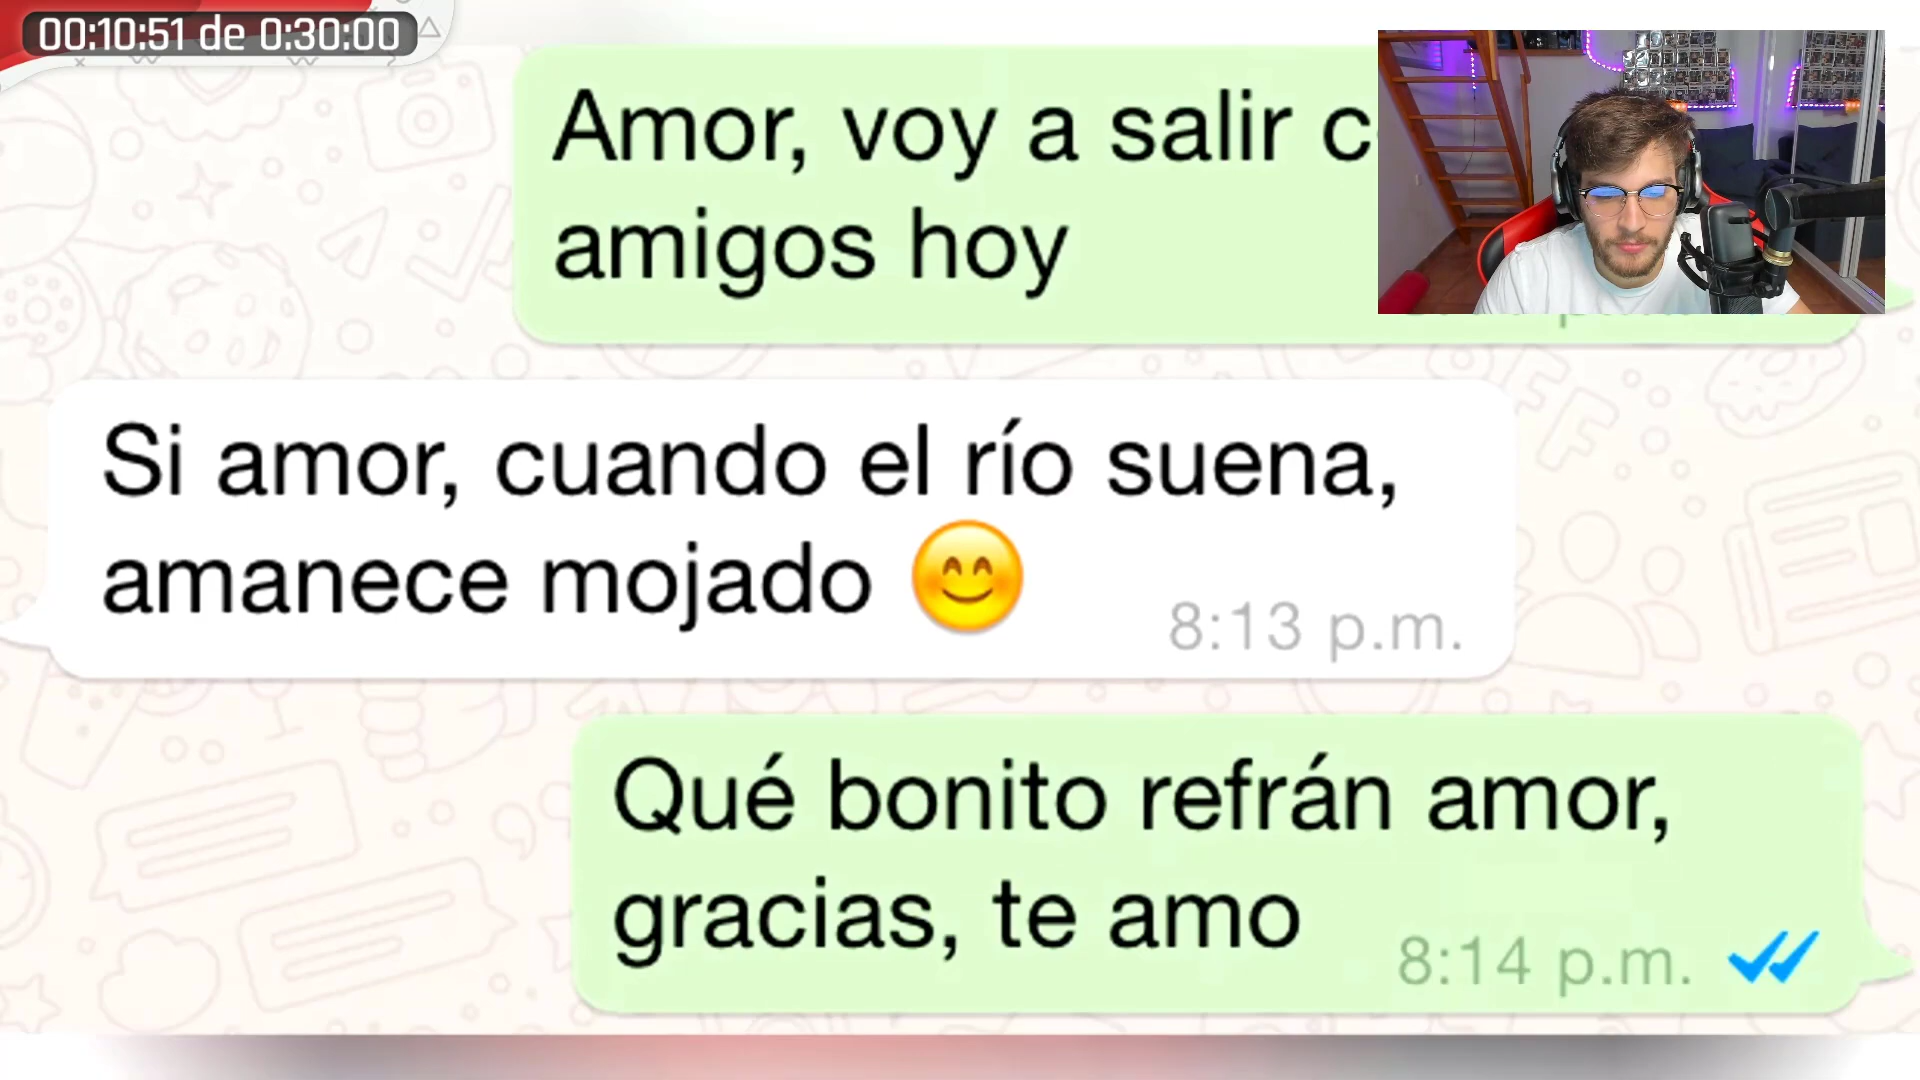 00:10:51 de 0:30:00
Amor, voy a salir
amigos hoy
Si amor, cuando el río suena,
amanece mojado 😊
8:13 p.m.
Qué bonito refrán amor,
gracias, te amo
8:14 p.m.